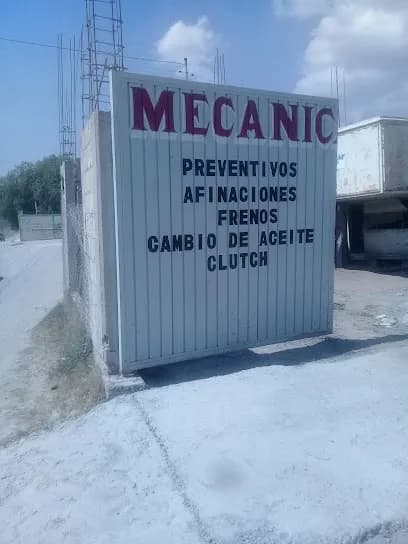 MECANIC
PREVENTIVOS
AFINACIONES
FRENOS
CAMBIO DE ACEITE
CLUTCH